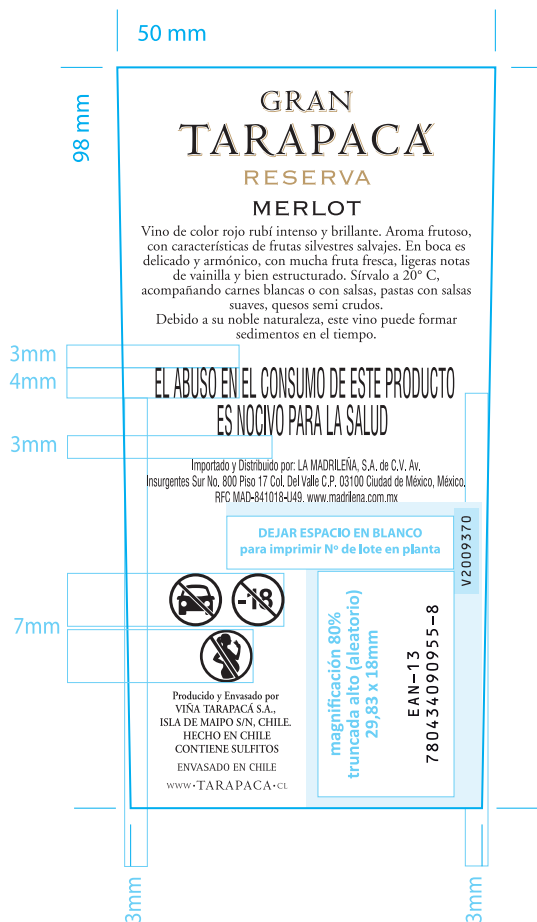 50 mm
98 mm
GRAN
TARAPACÁ
RESERVA
MERLOT
Vino de color rojo rubí intenso y brillante. Aroma frutoso,
con características de frutas silvestres salvajes. En boca es
delicado y armónico, con mucha fruta fresca, ligeras notas
de vainilla y bien estructurado. Sírvalo a 20° C,
acompañando carnes blancas o con salsas, pastas con salsas
suaves, quesos semi crudos.
Debido a su noble naturaleza, este vino puede formar
sedimentos en el tiempo.
3mm
4mm
EL ABUSO EN EL CONSUMO DE ESTE PRODUCTO
ES NOCIVO PARA LA SALUD
3mm
Importado y Distribuido por: LA MADRILEÑA, S.A. de C.V. Av.
Insurgentes Sur No. 800 Piso 17 Col. Del Valle C.P. 03100 Ciudad de México, México.
RFC MAD-841018-U49. www.madrilena.com.mx
DEJAR ESPACIO EN BLANCO
para imprimir Nº de lote en planta
V2009370
-18
7mm
magnificación 80%
truncada alto (aleatorio)
29,83 x 18mm
EAN-13
7804340909558-8
Producido y Envasado por
VIÑA TARAPACÁ S.A.,
ISLA DE MAIPO S/N, CHILE.
HECHO EN CHILE
CONTIENE SULFITOS
ENVASADO EN CHILE
WWW•TARAPACA•CL
3mm
3mm